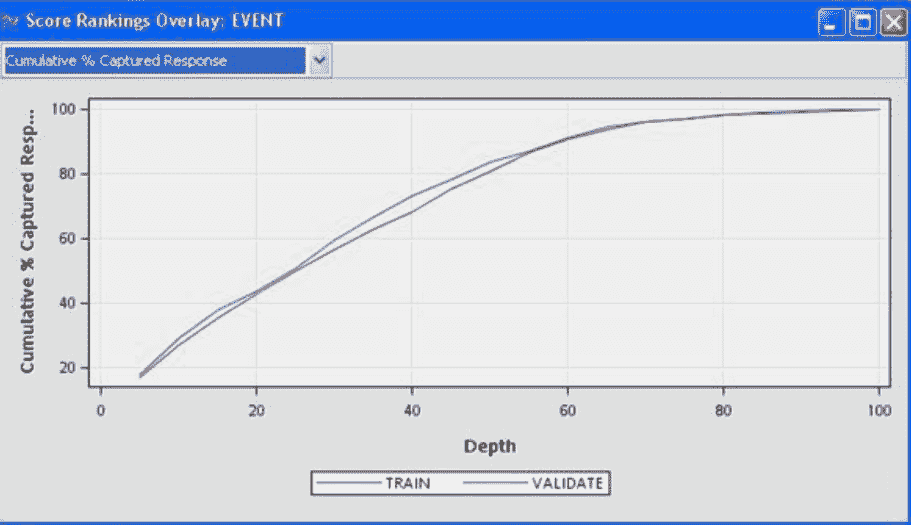 Score Rankings Overlay: EVENT
Cumulative % Captured Response
Cumulative % Captured Resp...
100
80
60
40
20
0 20 40 60 80 100
Depth
TRAIN VALIDATE